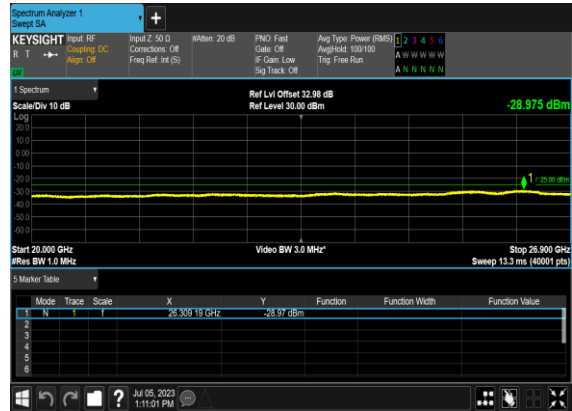 Spectrum Analyzer 1
Swept SA
KEYSIGHT
R T
LW
Input: RF
Coupling: DC
Align: Off
Input Z: 50 Ω
Corrections: Off
Freq Ref: Int (S)
#Atten: 20 dB
PNO: Fast
Gate: Off
IF Gain: Low
Sig Track: Off
Avg Type: Power (RMS)
Avg|Hold: 100/100
Trig: Free Run
1 2 3 4 5 6
A W W W W W
A N N N N N
1 Spectrum
Scale/Div 10 dB
Ref Lvl Offset 32.98 dB
Ref Level 30.00 dBm
-28.975 dBm
Log
20.0
10.0
0.00
-10.0
-20.0
-30.0
-40.0
-50.0
-60.0
1
-25.00 dBm
Start 20.000 GHz
#Res BW 1.0 MHz
Video BW 3.0 MHz*
Stop 26.900 GHz
Sweep 13.3 ms (40001 pts)
5 Marker Table
Mode Trace Scale X Y Function Function Width Function Value
1 N 1 f 26.309 19 GHz -28.97 dBm
2
3
4
5
6
?
Jul 05, 2023
1:11:01 PM